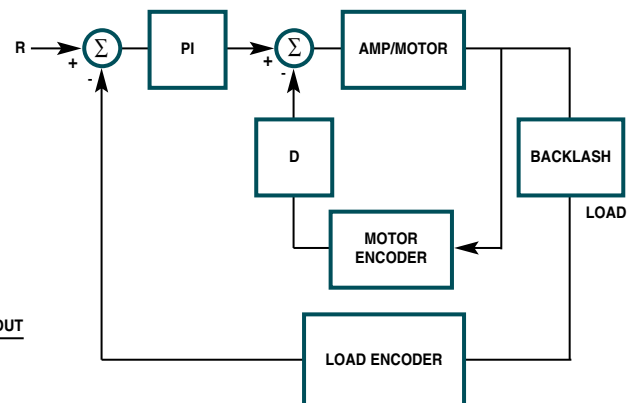 R
+
-
Σ
PI
+
-
Σ
AMP/MOTOR
D
BACKLASH
LOAD
MOTOR
ENCODER
OUT
LOAD ENCODER